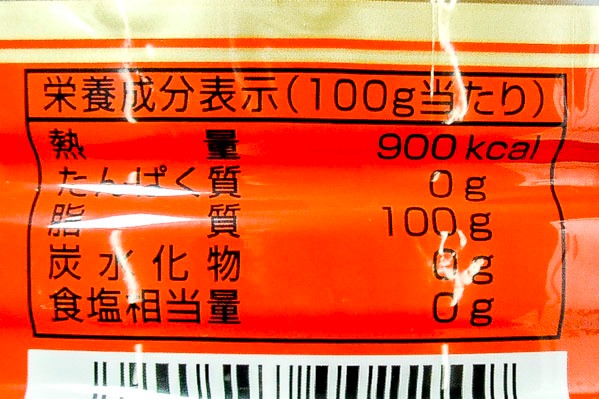 栄養成分表示(100g当たり)
熱量 900kcal
たんぱく質 0g
脂質 100g
炭水化物 0g
食塩相当量 0g